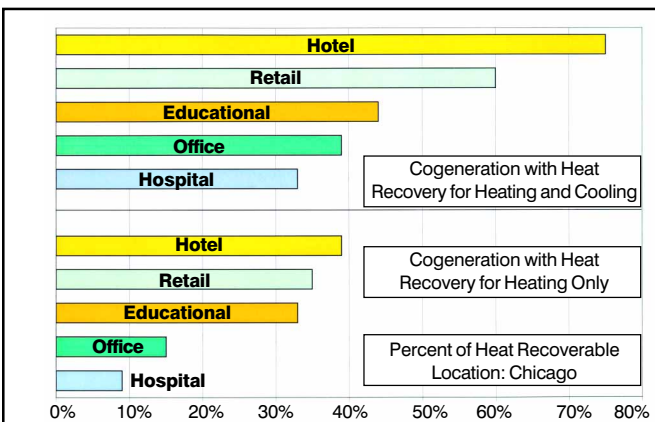 Hotel
Retail
Educational
Office
Hospital
Cogeneration with Heat
Recovery for Heating and Cooling
Hotel
Retail
Educational
Office
Hospital
Cogeneration with Heat
Recovery for Heating Only
Percent of Heat Recoverable
Location: Chicago
0% 10% 20% 30% 40% 50% 60% 70% 80%